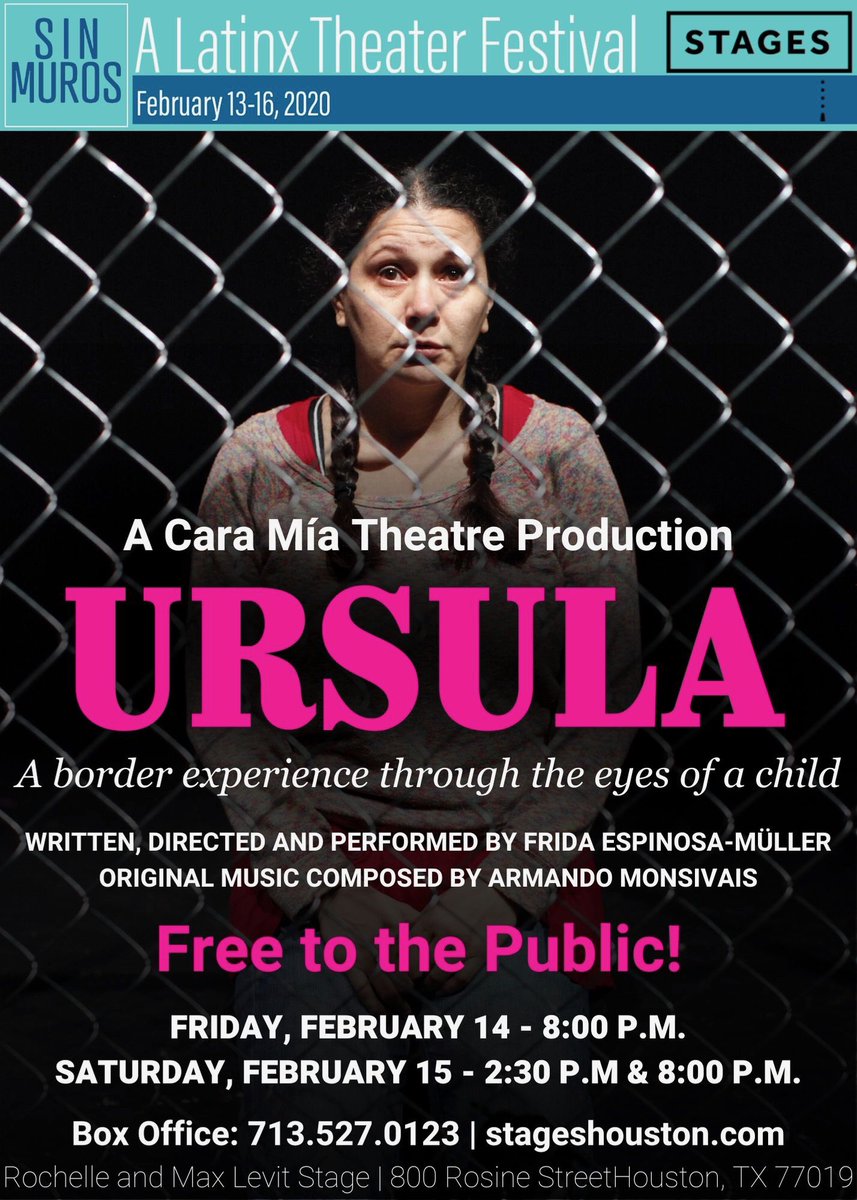 SIN
MUROS
A Latinx Theater Festival
STAGES
February 13-16, 2020
A Cara Mía Theatre Production
URSULA
A border experience through the eyes of a child
WRITTEN, DIRECTED AND PERFORMED BY FRIDA ESPINOSA-MÜLLER
ORIGINAL MUSIC COMPOSED BY ARMANDO MONSIVAIS
Free to the Public!
FRIDAY, FEBRUARY 14 - 8:00 P.M.
SATURDAY, FEBRUARY 15 - 2:30 P.M & 8:00 P.M.
Box Office: 713.527.0123 | stageshouston.com
Rochelle and Max Levit Stage | 800 Rosine StreetHouston, TX 77019